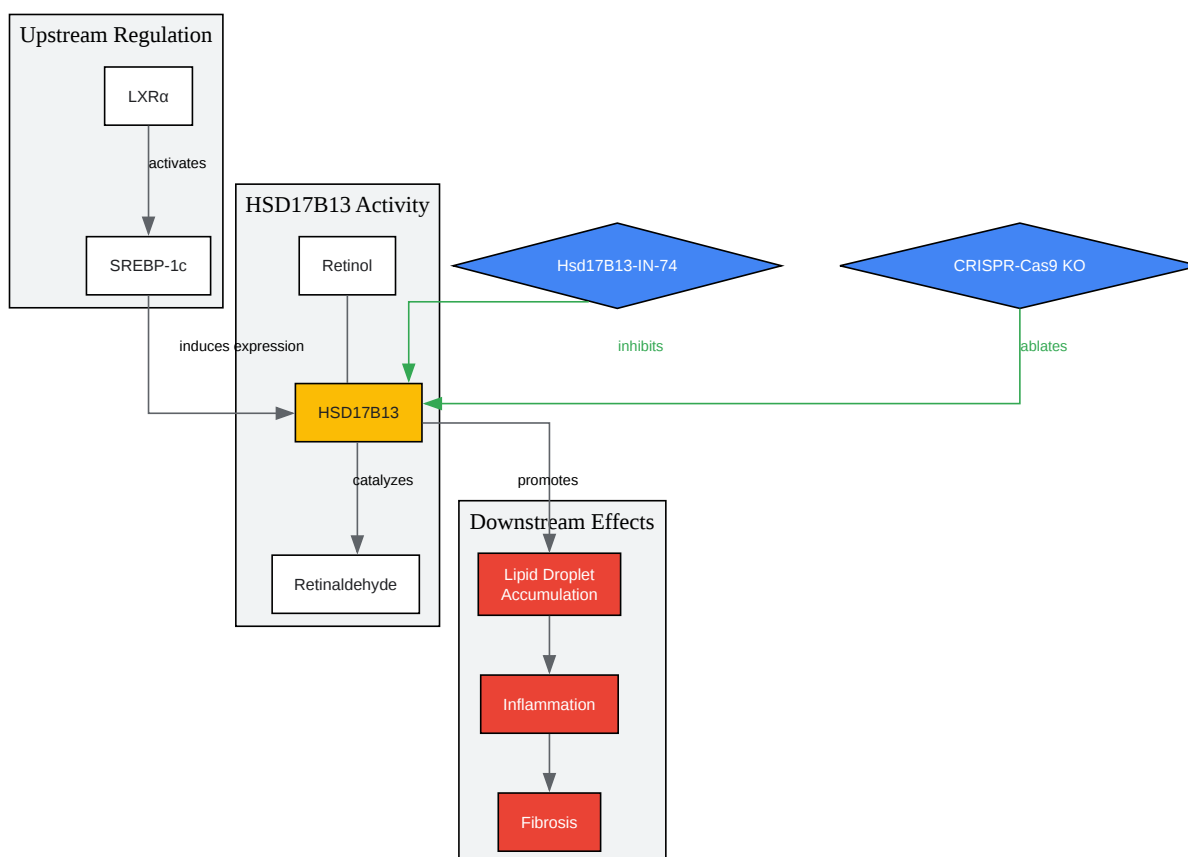 Upstream Regulation
LXRα
activates
SREBP-1c
induces expression
HSD17B13 Activity
Retinol
HSD17B13
catalyzes
Retinaldehyde
Hsd17B13-IN-74
inhibits
CRISPR-Cas9 KO
ablates
promotes
Downstream Effects
Lipid Droplet
Accumulation
Inflammation
Fibrosis